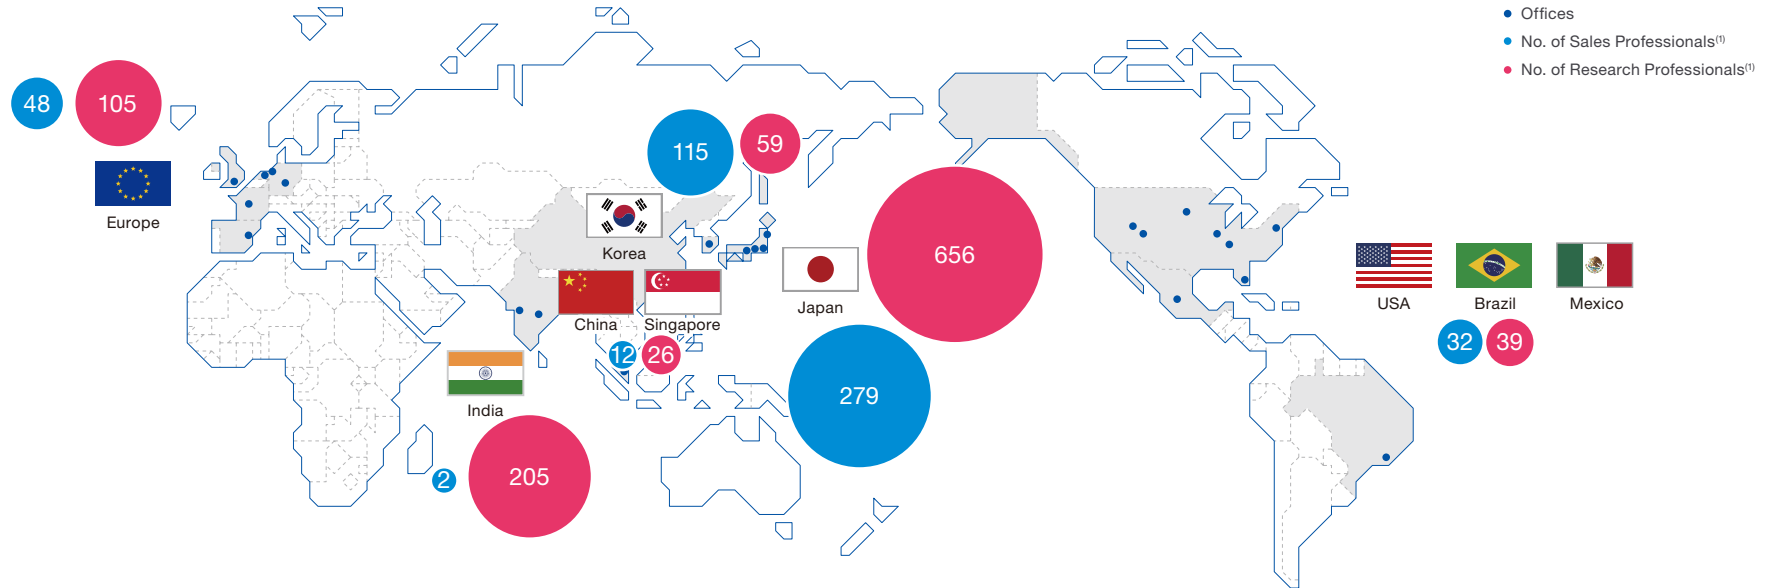 Offices
No. of Sales Professionals(1)
No. of Research Professionals(1)
48
105
Europe
115
59
Korea
656
Japan
279
China
Singapore
12
26
India
2
205
USA
Brazil
Mexico
32
39